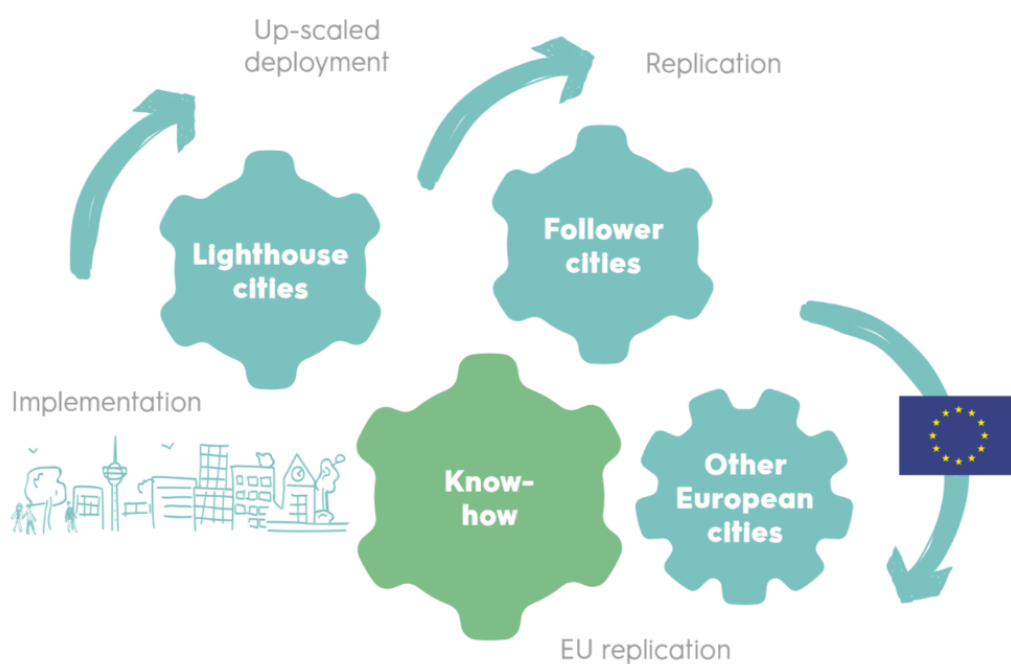 Up-scaled
deployment
Replication
Lighthouse
cities
Follower
cities
Implementation
Know-
how
Other
European
cities
EU replication